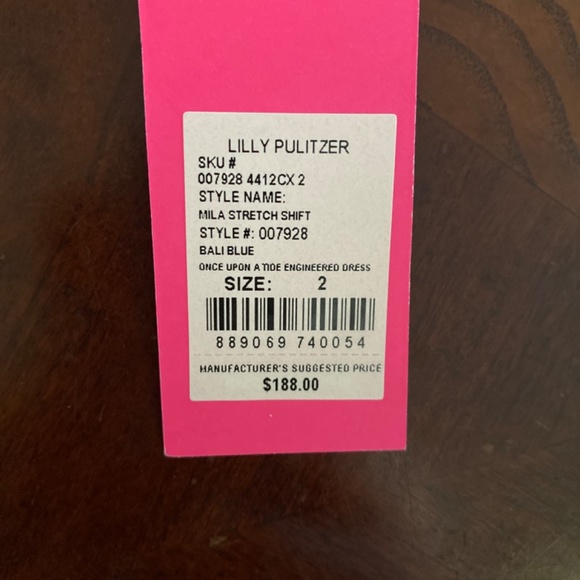 LILLY PULITZER
SKU #
007928 4412CX 2
STYLE NAME:
MILA STRETCH SHIFT
STYLE #: 007928
BALI BLUE
ONCE UPON A TIDE ENGINEERED DRESS
SIZE: 2
889069 740054
MANUFACTURER'S SUGGESTED PRICE
$188.00